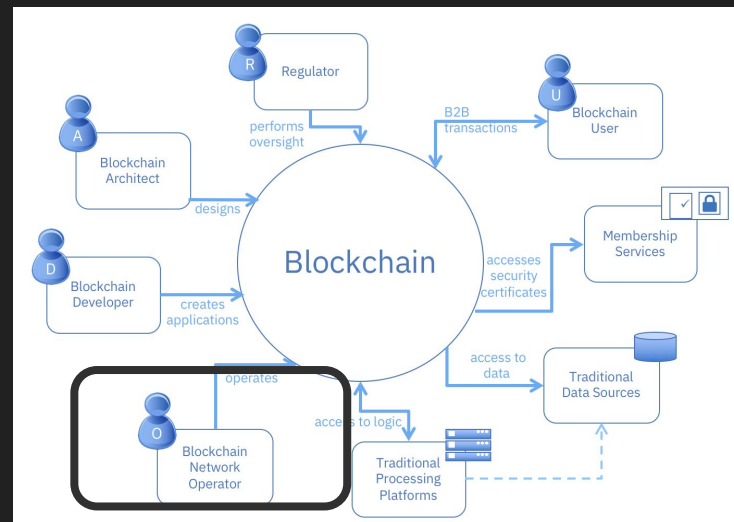 R
Regulator
performs
oversight
U
Blockchain
User
B2B
transactions
A
Blockchain
Architect
designs
Blockchain
Membership
Services
accesses
security
certificates
D
Blockchain
Developer
creates
applications
operates
O
Blockchain
Network
Operator
access to logic
Traditional
Processing
Platforms
access to
data
Traditional
Data Sources